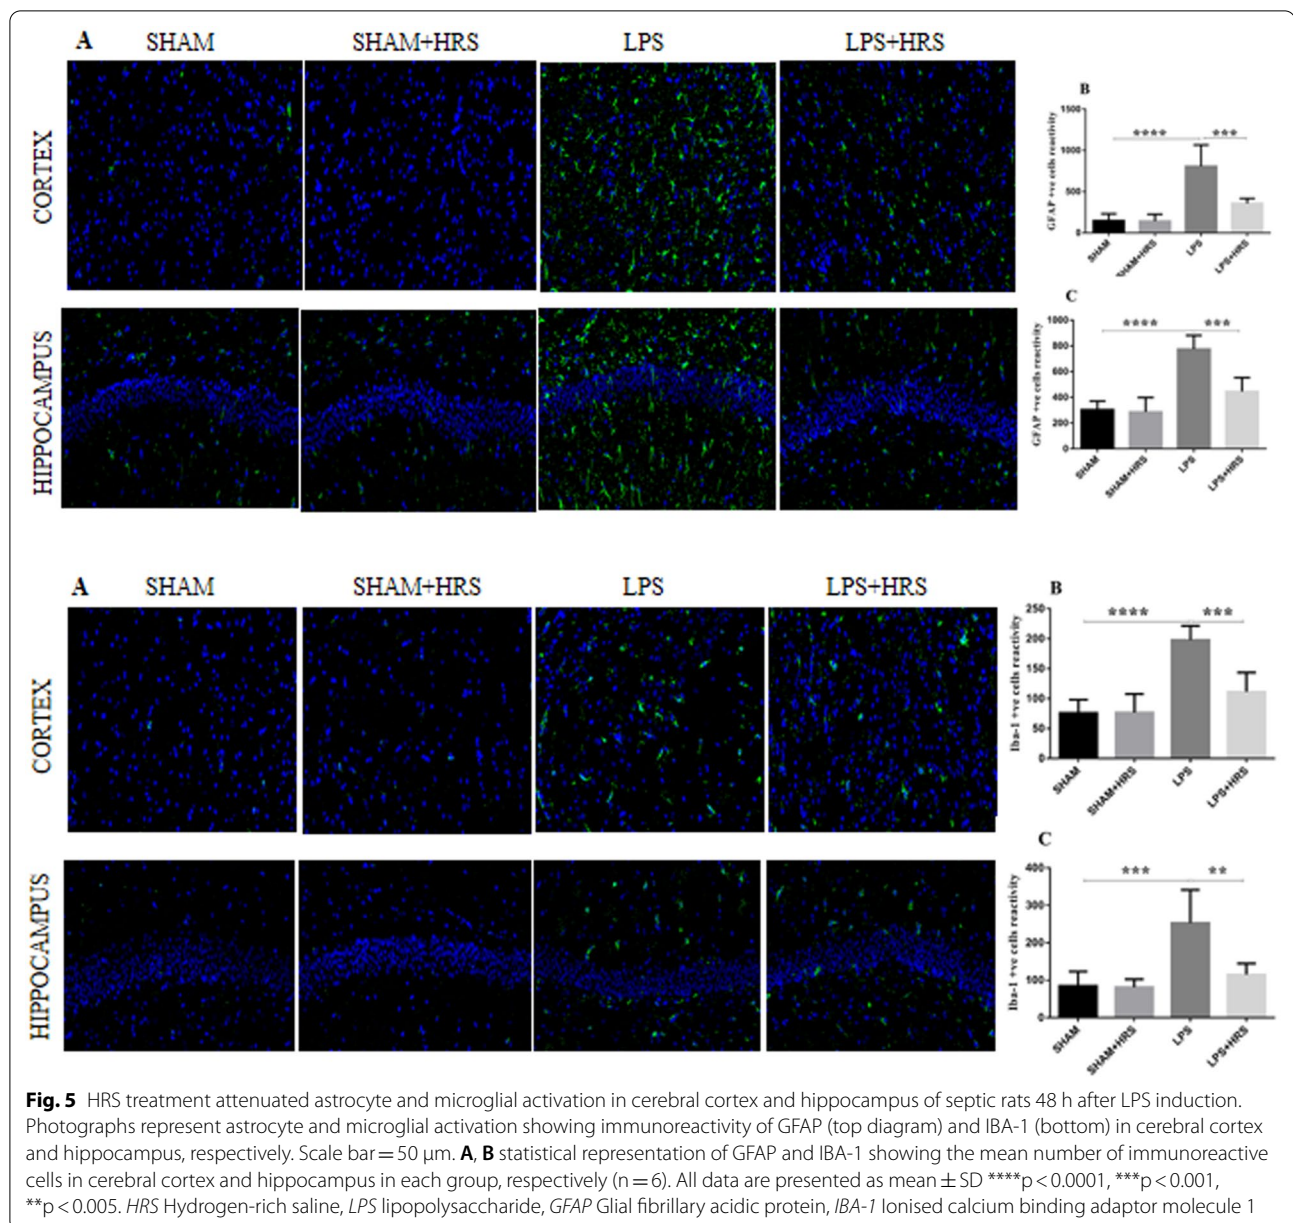 A SHAM SHAM+HRS LPS LPS+HRS
CORTEX
HIPPOCAMPUS
B
GFAP +ve cells reactivity
1500
1000
500
0
**** ***
SHAM SHAM+HRS LPS LPS+HRS
C
GFAP +ve cells reactivity
1000
800
600
400
200
0
**** ***
SHAM SHAM+HRS LPS LPS+HRS
A SHAM SHAM+HRS LPS LPS+HRS
CORTEX
HIPPOCAMPUS
B
Iba-1 +ve cells reactivity
250
200
150
100
50
0
**** ***
SHAM SHAM+HRS LPS LPS+HRS
C
Iba-1 +ve cells reactivity
400
300
200
100
0
*** **
SHAM SHAM+HRS LPS LPS+HRS
Fig. 5 HRS treatment attenuated astrocyte and microglial activation in cerebral cortex and hippocampus of septic rats 48 h after LPS induction.
Photographs represent astrocyte and microglial activation showing immunoreactivity of GFAP (top diagram) and IBA-1 (bottom) in cerebral cortex
and hippocampus, respectively. Scale bar = 50 μm. A, B statistical representation of GFAP and IBA-1 showing the mean number of immunoreactive
cells in cerebral cortex and hippocampus in each group, respectively (n = 6). All data are presented as mean ± SD ****p < 0.0001, ***p < 0.001,
**p < 0.005. HRS Hydrogen-rich saline, LPS lipopolysaccharide, GFAP Glial fibrillary acidic protein, IBA-1 Ionised calcium binding adaptor molecule 1